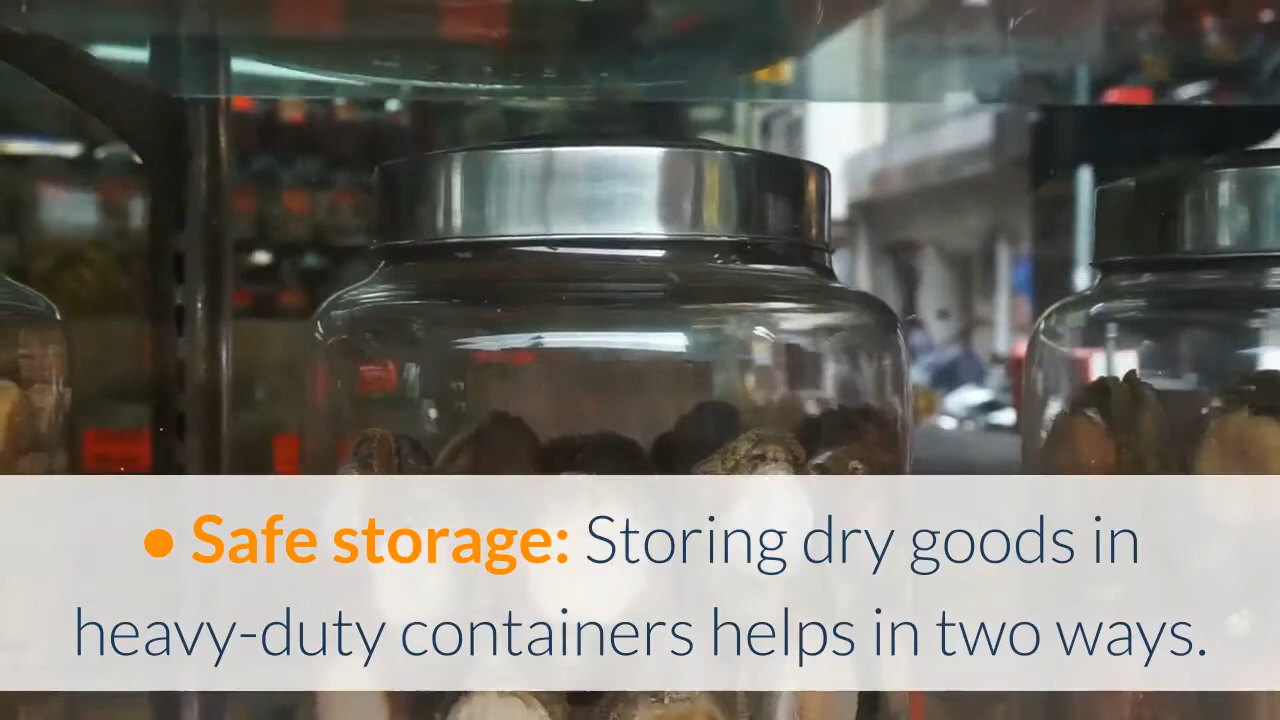 • Safe storage: Storing dry goods in
heavy-duty containers helps in two ways.